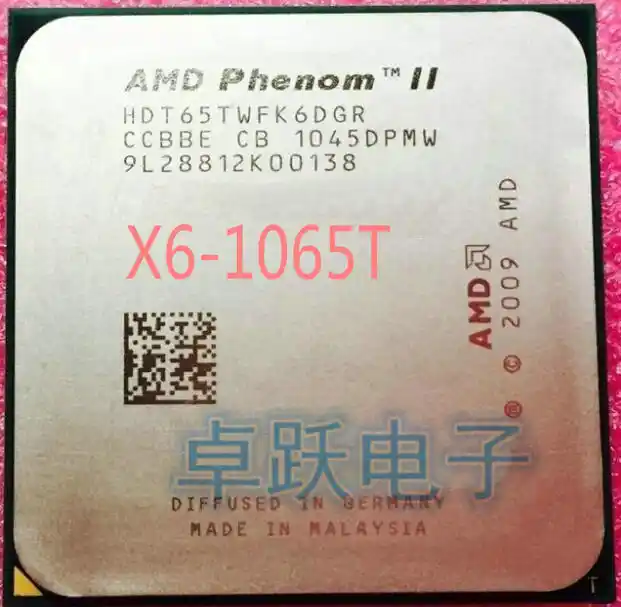 AMD Phenom™ II
HDT65TWFK6DGR
CCBBE CB 1045DPMW
9L28812K00138
X6-1065T
AMD
© 2009 AMD
卓跃电子
DIFFUSED IN GERMANY
MADE IN MALAYSIA
T